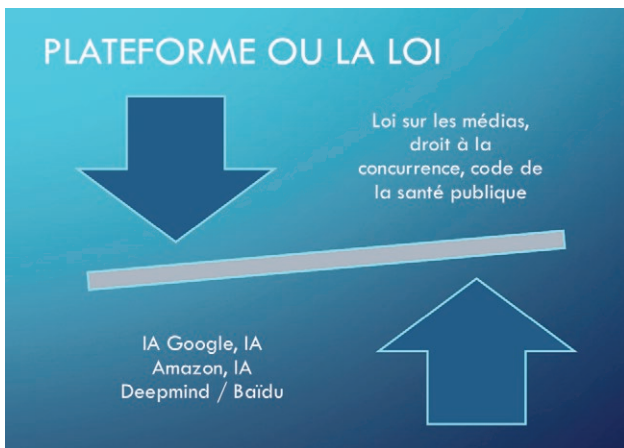 PLATEFORME OU LA LOI
Loi sur les médias,
droit à la
concurrence, code de
la santé publique
IA Google, IA
Amazon, IA
Deepmind / Baïdu